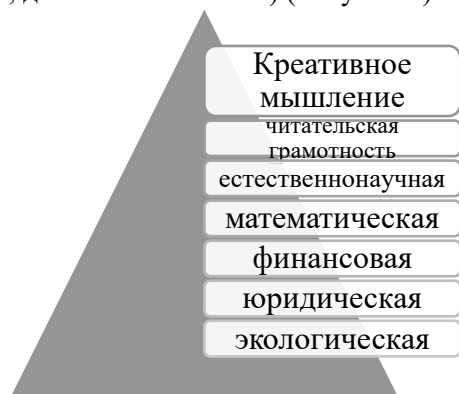 Креативное
мышление
читательская
грамотность
естественнонаучная
математическая
финансовая
юридическая
экологическая